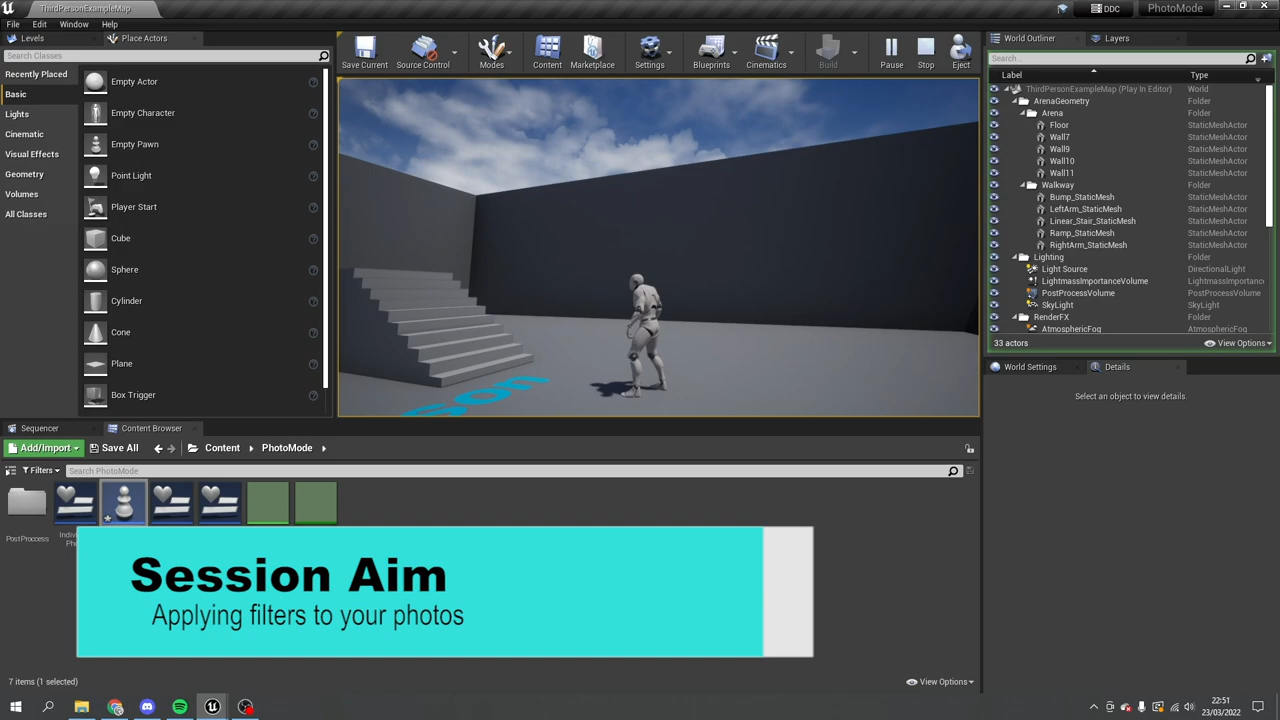 ThirdPersonExampleMap
DDC
PhotoMode
File Edit Window Help
Levels
Place Actors
Search Classes
Recently Placed
Basic
Lights
Cinematic
Visual Effects
Geometry
Volumes
All Classes
Empty Actor
Empty Character
Empty Pawn
Point Light
Player Start
Cube
Sphere
Cylinder
Cone
Plane
Box Trigger
Save Current
Source Control
Modes
Content
Marketplace
Settings
Blueprints
Cinematics
Build
Pause
Stop
Eject
World Outliner
Layers
Search...
Label Type
ThirdPersonExampleMap (Play In Editor) World
ArenaGeometry Folder
Arena Folder
Floor StaticMeshActor
Wall7 StaticMeshActor
Wall9 StaticMeshActor
Wall10 StaticMeshActor
Wall11 StaticMeshActor
Walkway Folder
Bump_StaticMesh StaticMeshActor
LeftArm_StaticMesh StaticMeshActor
Linear_Stair_StaticMesh StaticMeshActor
Ramp_StaticMesh StaticMeshActor
RightArm_StaticMesh StaticMeshActor
Lighting Folder
Light Source DirectionalLight
LightmassImportanceVolume LightmassImportance
PostProcessVolume PostProcessVolume
SkyLight SkyLight
RenderFX Folder
AtmosphericFog AtmosphericFog
33 actors
View Options
World Settings
Details
Select an object to view details.
Sequencer
Content Browser
Add/Import
Save All
Content
PhotoMode
Filters
Search PhotoMode
PostProccess
Session Aim
Applying filters to your photos
7 items (1 selected)
View Options
22:51
23/03/2022